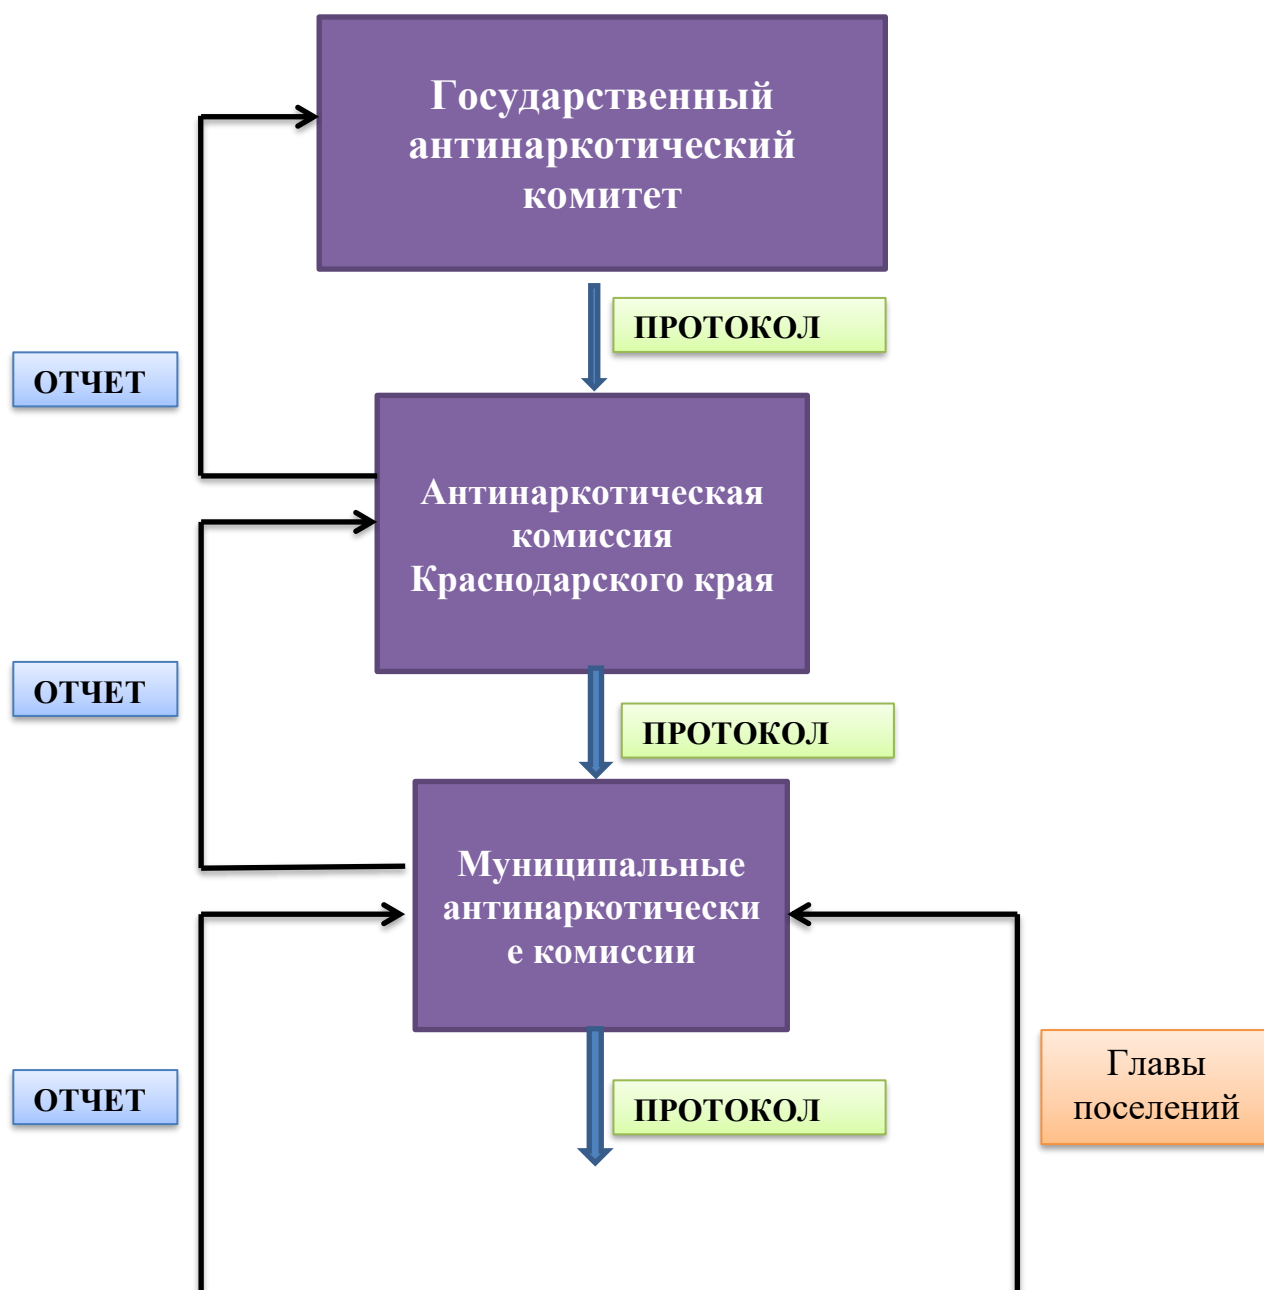 Государственный
антинаркотический
комитет
ПРОТОКОЛ
ОТЧЕТ
Антинаркотическая
комиссия
Краснодарского края
ОТЧЕТ
ПРОТОКОЛ
Муниципальные
антинаркотически
е комиссии
Главы
поселений
ОТЧЕТ
ПРОТОКОЛ